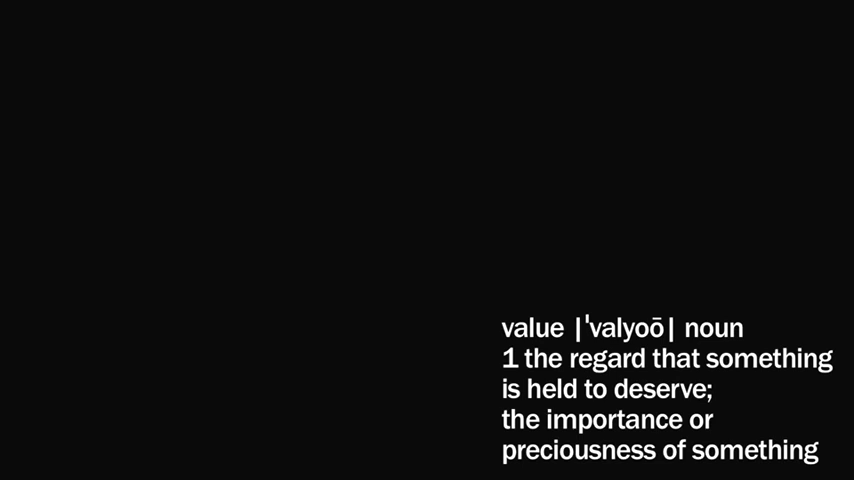 value |ˈvalyoō| noun
1 the regard that something
is held to deserve;
the importance or
preciousness of something